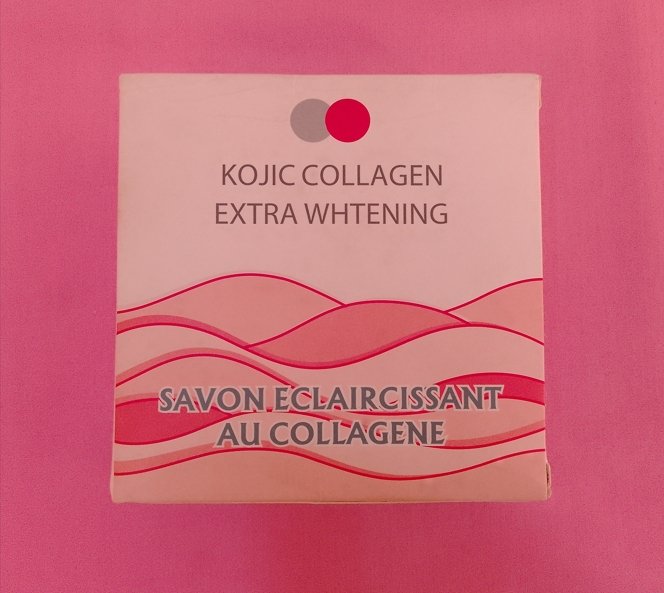 KOJIC COLLAGEN
EXTRA WHTENING
SAVON ECLAIRCISSANT
AU COLLAGENE